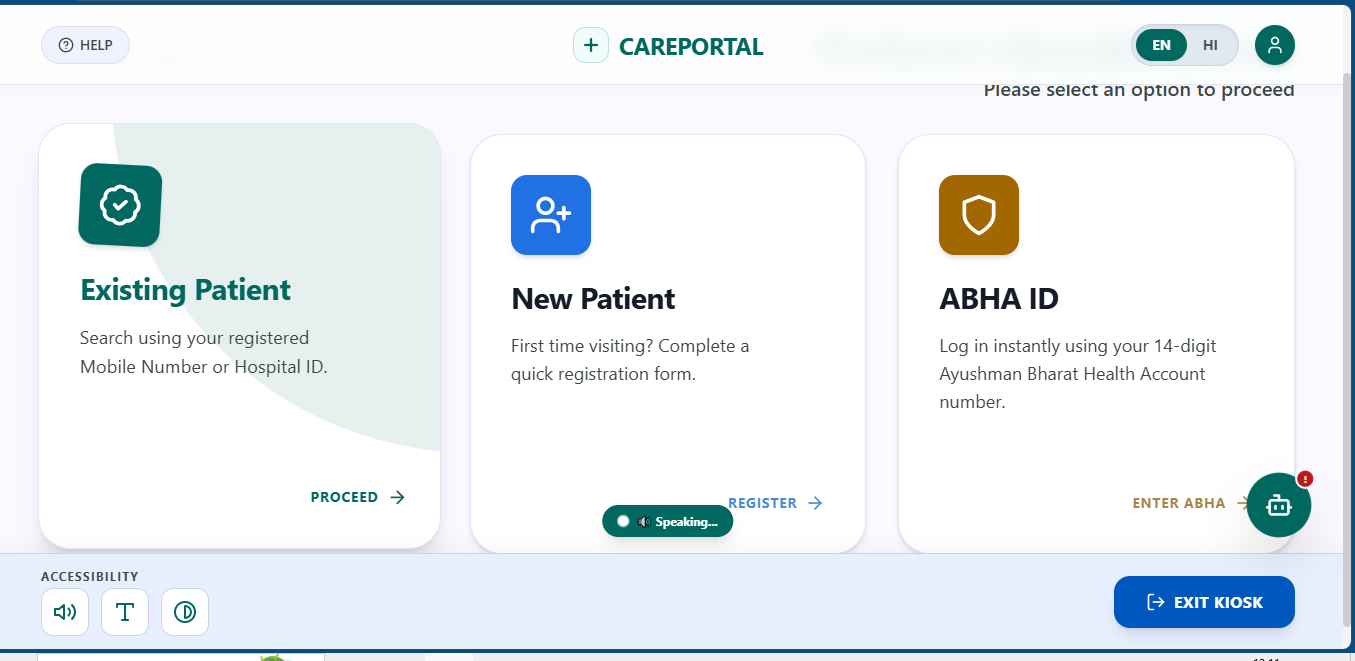 HELP
CAREPORTAL
EN
HI
Please select an option to proceed
Existing Patient
Search using your registered
Mobile Number or Hospital ID.
PROCEED
New Patient
First time visiting? Complete a
quick registration form.
REGISTER
ABHA ID
Log in instantly using your 14-digit
Ayushman Bharat Health Account
number.
ENTER ABHA
!
Speaking...
ACCESSIBILITY
T
EXIT KIOSK